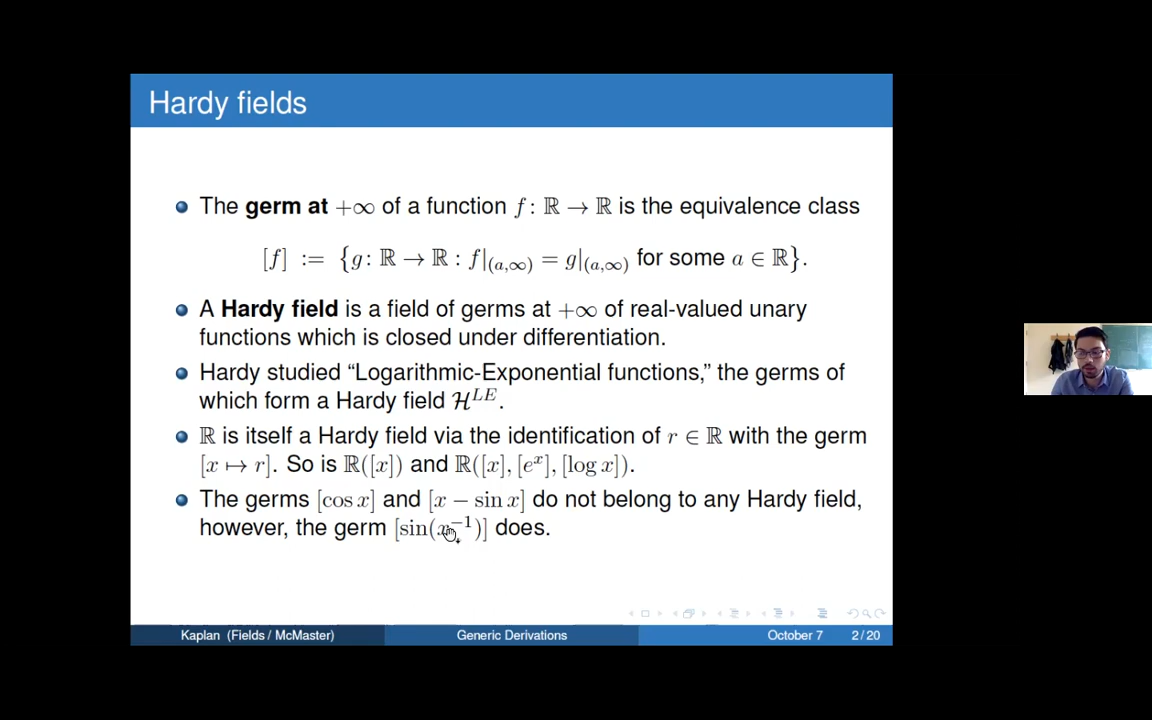 Hardy fields
The germ at +∞ of a function f: ℝ → ℝ is the equivalence class
[f] := {g: ℝ → ℝ : f|(a,∞) = g|(a,∞) for some a ∈ ℝ}.
A Hardy field is a field of germs at +∞ of real-valued unary
functions which is closed under differentiation.
Hardy studied “Logarithmic-Exponential functions,” the germs of
which form a Hardy field ℋ^LE.
ℝ is itself a Hardy field via the identification of r ∈ ℝ with the germ
[x ↦ r]. So is ℝ([x]) and ℝ([x], [e^x], [log x]).
The germs [cos x] and [x − sin x] do not belong to any Hardy field,
however, the germ [sin(x^−1)] does.
Kaplan (Fields / McMaster) Generic Derivations October 7 2 / 20